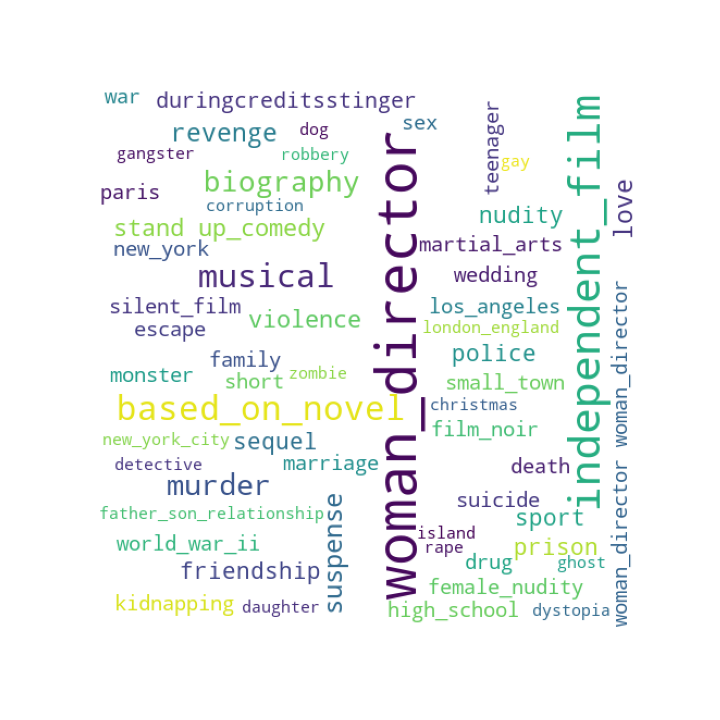 war
duringcreditsstinger
sex
revenge
dog
gangster
robbery
teenager
gay
independent_film
biography
paris
corruption
love
stand up_comedy
nudity
new_york
martial_arts
musical
wedding
woman_director
silent_film
violence
los_angeles
escape
london_england
family
police
monster
short
zombie
small_town
woman_director
based_on_novel
christmas
new_york_city
sequel
film_noir
detective
marriage
death
murder
suicide
father_son_relationship
suspense
sport
world_war_ii
island
rape
prison
friendship
drug
ghost
woman_director
female_nudity
kidnapping
daughter
high_school
dystopia